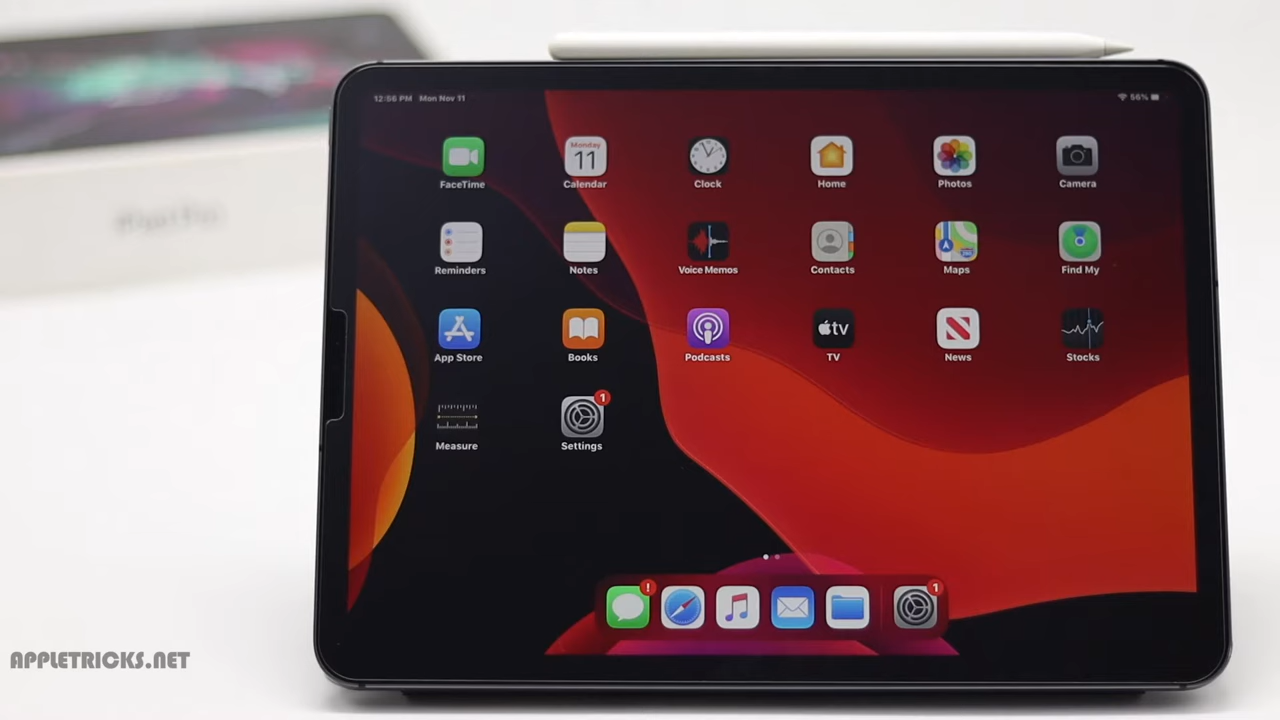 12:56 PM Mon Nov 11
56%
Monday
11
FaceTime
Calendar
Clock
Home
Photos
Camera
Reminders
Notes
Voice Memos
Contacts
Maps
Find My
tv
App Store
Books
Podcasts
TV
News
Stocks
1
Measure
Settings
!
1
APPLETRICKS.NET